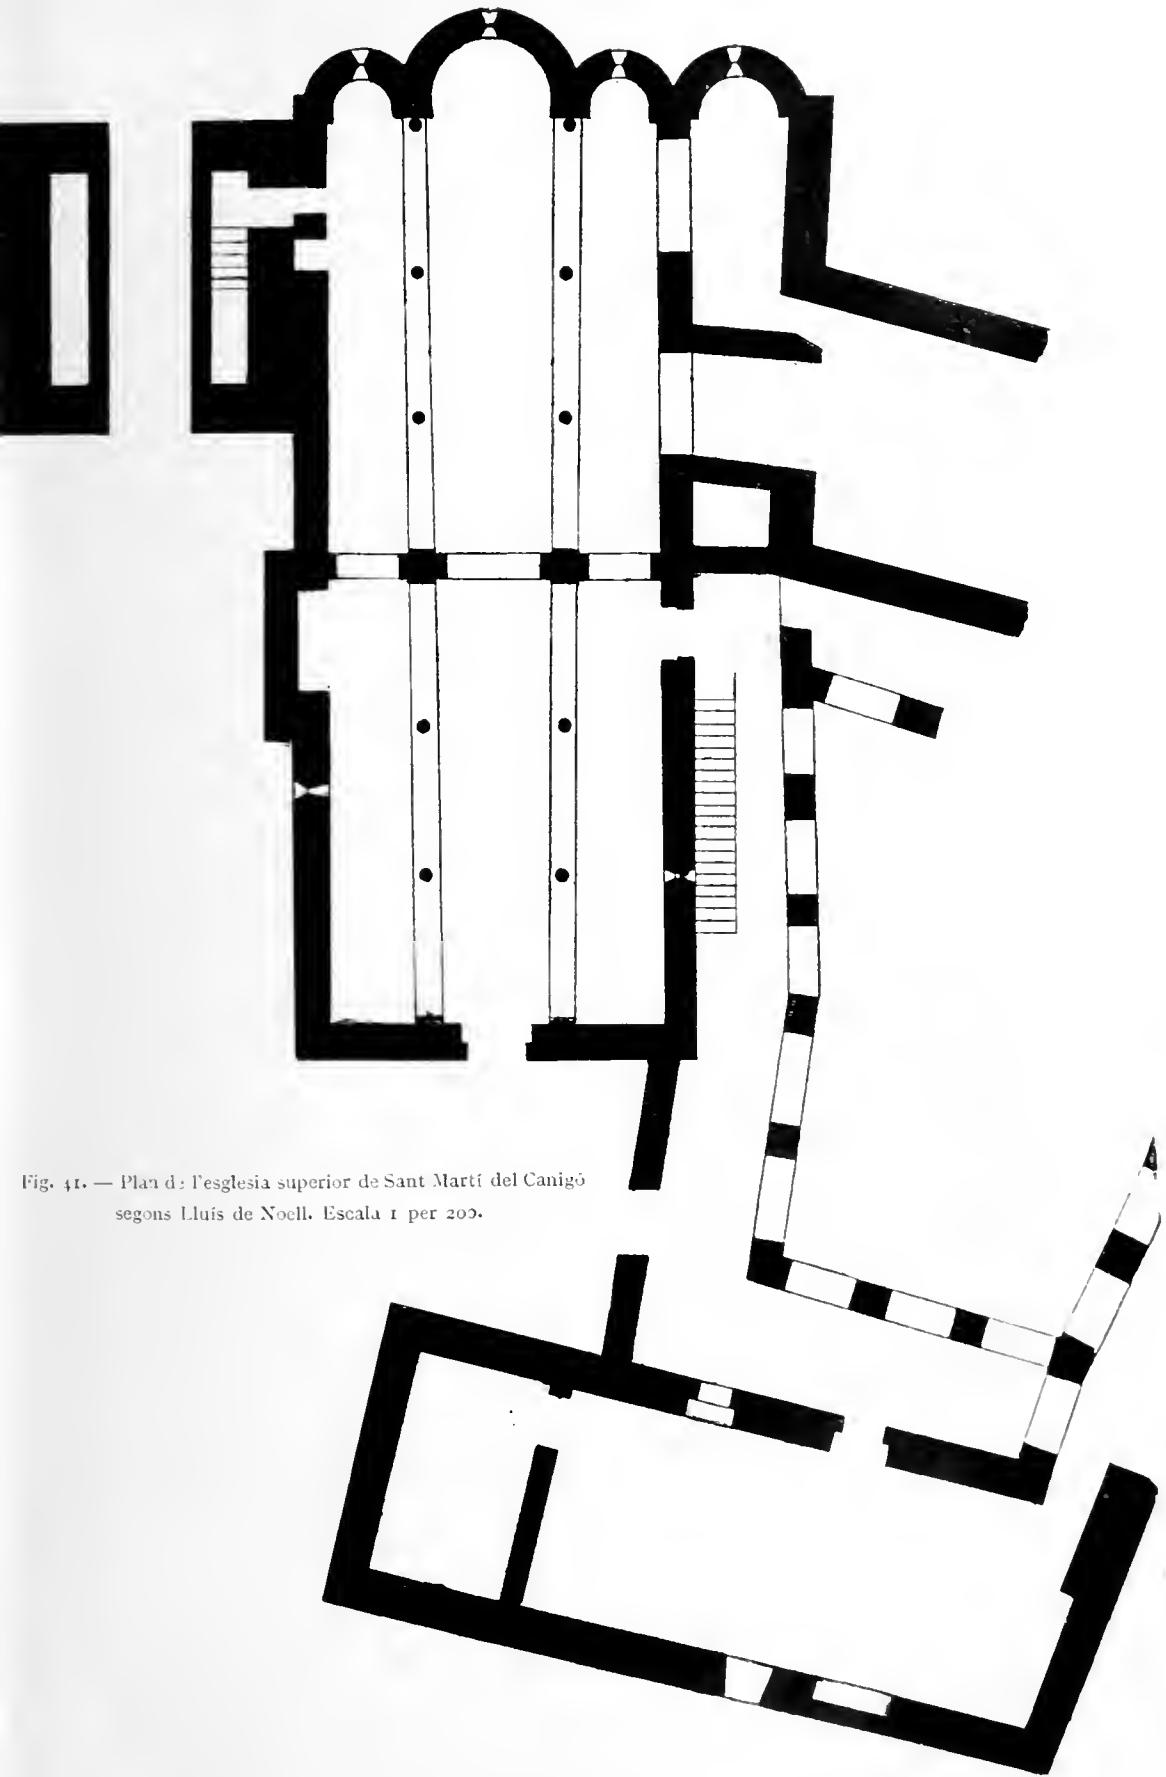 Fig. 41. — Plan de l'esglesia superior de Sant Martí del Canigó
segons Lluís de Noell. Escala 1 per 200.